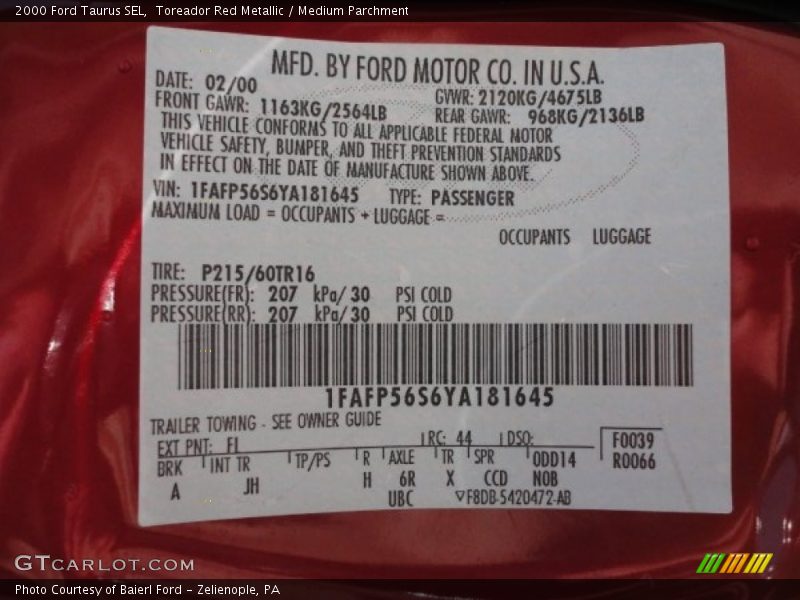 2000 Ford Taurus SEL,  Toreador Red Metallic / Medium Parchment
MFD. BY FORD MOTOR CO. IN U.S.A.
DATE: 02/00 GVWR: 2120KG/4675LB
FRONT GAWR: 1163KG/2564LB REAR GAWR: 968KG/2136LB
THIS VEHICLE CONFORMS TO ALL APPLICABLE FEDERAL MOTOR
VEHICLE SAFETY, BUMPER, AND THEFT PREVENTION STANDARDS
IN EFFECT ON THE DATE OF MANUFACTURE SHOWN ABOVE.
VIN: 1FAFP56S6YA181645 TYPE: PASSENGER
MAXIMUM LOAD = OCCUPANTS + LUGGAGE =
OCCUPANTS LUGGAGE
TIRE: P215/60TR16
PRESSURE(FR): 207 kPa/ 30 PSI COLD
PRESSURE(RR): 207 kPa/ 30 PSI COLD
1FAFP56S6YA181645
TRAILER TOWING - SEE OWNER GUIDE
EXT PNT: FL RC: 44 DSO: F0039
BRK INT TR TP/PS R AXLE TR SPR ODD14 R0066
A JH H 6R X CCD NOB
UBC ▽F8DB-5420472-AB
GTCARLOT.COM
Photo Courtesy of Baierl Ford – Zelienople, PA